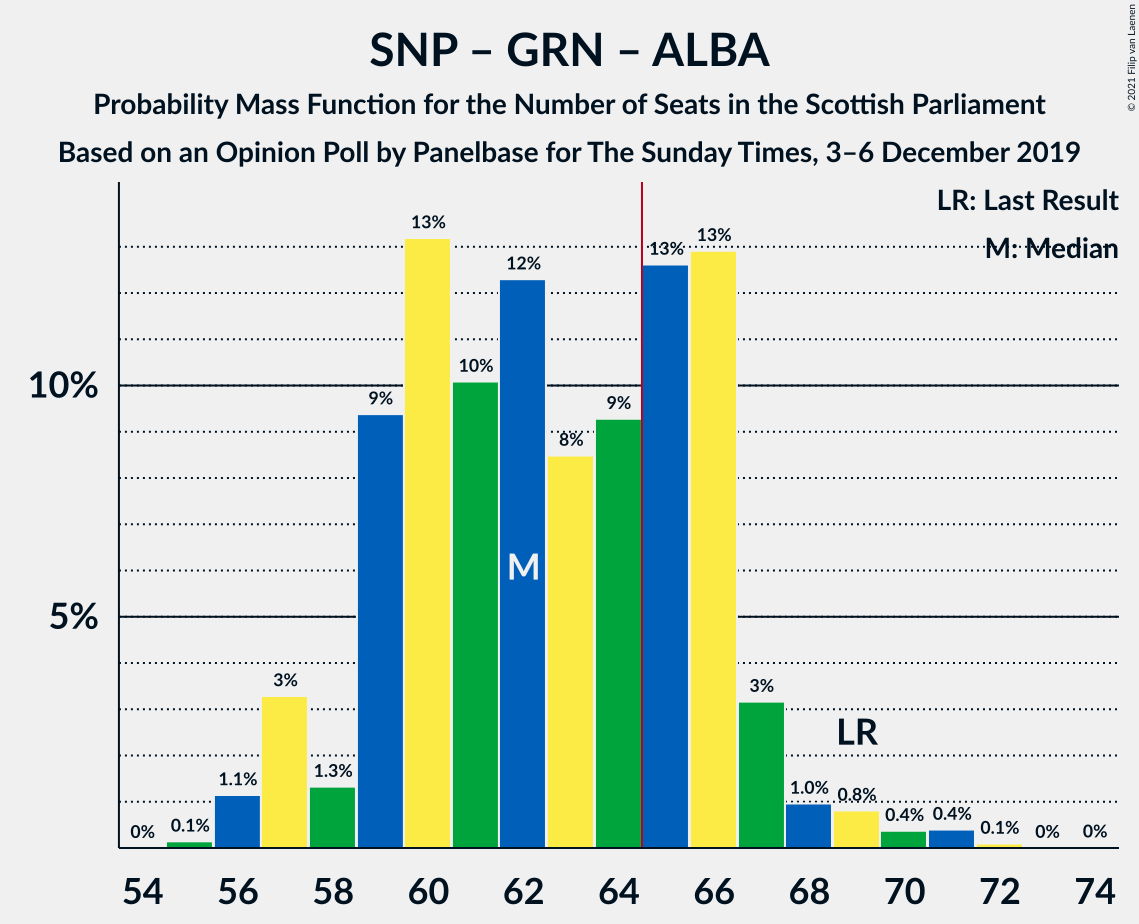 SNP – GRN – ALBA
Probability Mass Function for the Number of Seats in the Scottish Parliament
Based on an Opinion Poll by Panelbase for The Sunday Times, 3–6 December 2019
© 2021 Filip van Laenen
LR: Last Result
M: Median
10%
5%
0%
0.1%
1.1%
3%
1.3%
9%
13%
10%
12%
8%
9%
13%
13%
3%
1.0%
0.8%
0.4%
0.4%
0.1%
0%
0%
M
LR
54 56 58 60 62 64 66 68 70 72 74